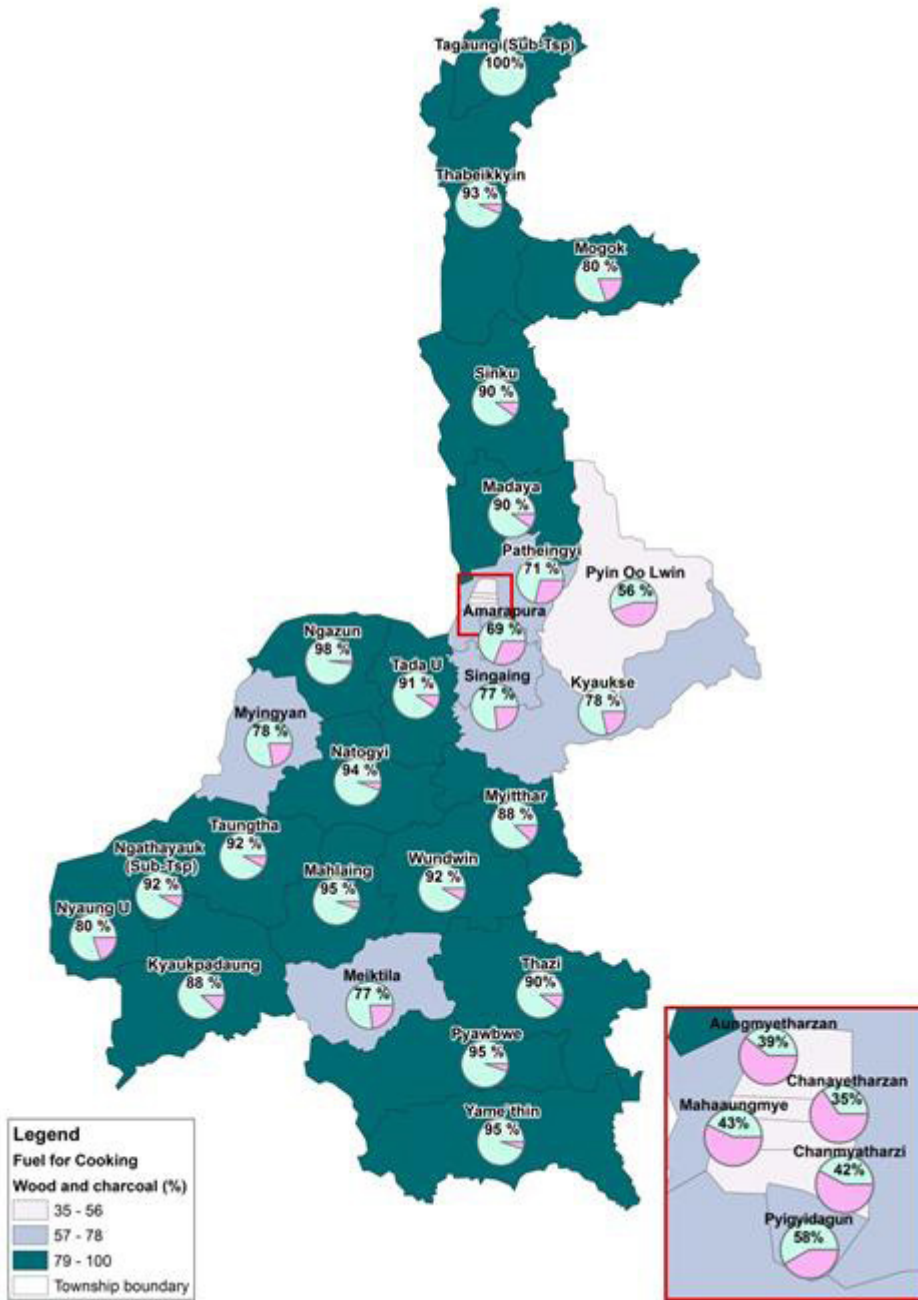 Tagaung (Sub-Tsp)
100%
Thabeikkyin
93 %
Mogok
80 %
Sinku
90 %
Madaya
90 %
Patheingyi
71 %
Pyin Oo Lwin
56 %
Amarapura
69 %
Ngazun
98 %
Tada U
91 %
Singaing
77 %
Kyaukse
78 %
Myingyan
78 %
Natogyi
94 %
Myitthar
88 %
Taungtha
92 %
Ngathayauk
(Sub-Tsp)
92 %
Mahlaing
95 %
Wundwin
92 %
Nyaung U
80 %
Kyaukpadaung
88 %
Meiktila
77 %
Thazi
90%
Pyawbwe
95 %
Yame'thin
95 %
Aungmyetharzan
39%
Chanayetharzan
35%
Mahaaungmye
43%
Chanmyatharzi
42%
Pyigyidagun
58%
Legend
Fuel for Cooking
Wood and charcoal (%)
35 - 56
57 - 78
79 - 100
Township boundary